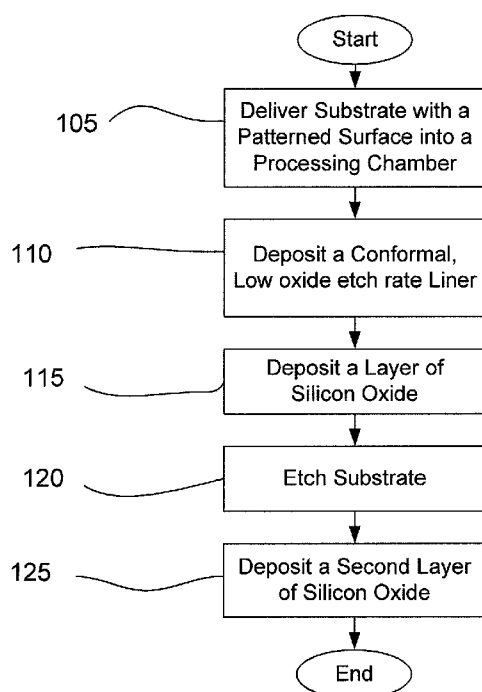 Start
105
Deliver Substrate with a
Patterned Surface into a
Processing Chamber
110
Deposit a Conformal,
Low oxide etch rate Liner
115
Deposit a Layer of
Silicon Oxide
120
Etch Substrate
125
Deposit a Second Layer
of Silicon Oxide
End